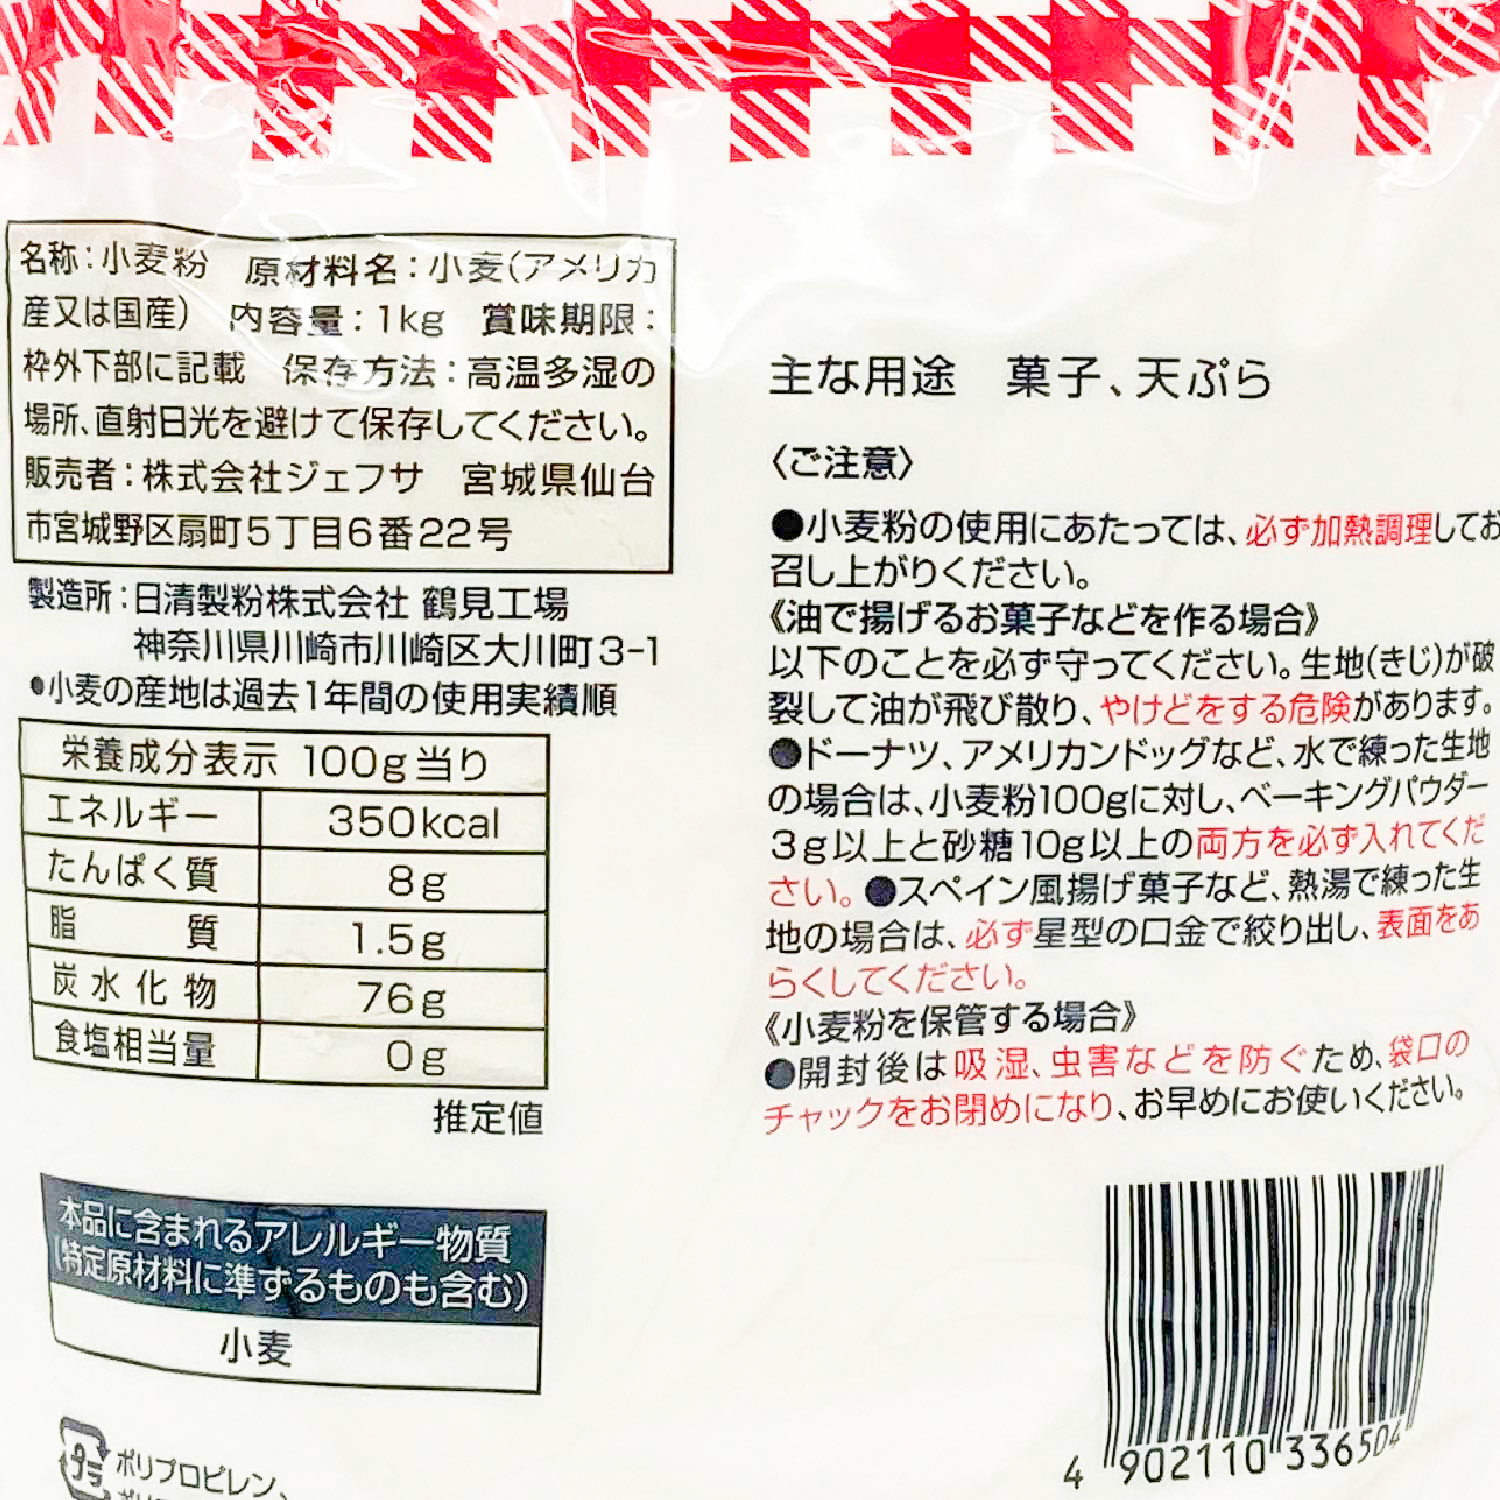 名称：小麦粉　原材料名：小麦（アメリカ
産又は国産）　内容量：1kg　賞味期限：
枠外下部に記載　保存方法：高温多湿の
場所、直射日光を避けて保存してください。
販売者：株式会社ジェフサ　宮城県仙台
市宮城野区扇町5丁目6番22号
製造所：日清製粉株式会社 鶴見工場
神奈川県川崎市川崎区大川町3-1
●小麦の産地は過去1年間の使用実績順
栄養成分表示 100g当り
エネルギー 350kcal
たんぱく質 8g
脂質 1.5g
炭水化物 76g
食塩相当量 0g
推定値
本品に含まれるアレルギー物質
（特定原材料に準ずるものも含む）
小麦
プラ
ポリプロピレン、
主な用途　菓子、天ぷら
〈ご注意〉
●小麦粉の使用にあたっては、必ず加熱調理してお
召し上がりください。
《油で揚げるお菓子などを作る場合》
以下のことを必ず守ってください。生地（きじ）が破
裂して油が飛び散り、やけどをする危険があります。
●ドーナツ、アメリカンドッグなど、水で練った生地
の場合は、小麦粉100gに対し、ベーキングパウダー
3g以上と砂糖10g以上の両方を必ず入れてくだ
さい。●スペイン風揚げ菓子など、熱湯で練った生
地の場合は、必ず星型の口金で絞り出し、表面をあ
らくしてください。
《小麦粉を保管する場合》
●開封後は吸湿、虫害などを防ぐため、袋口の
チャックをお閉めになり、お早めにお使いください。
4 902110 336504